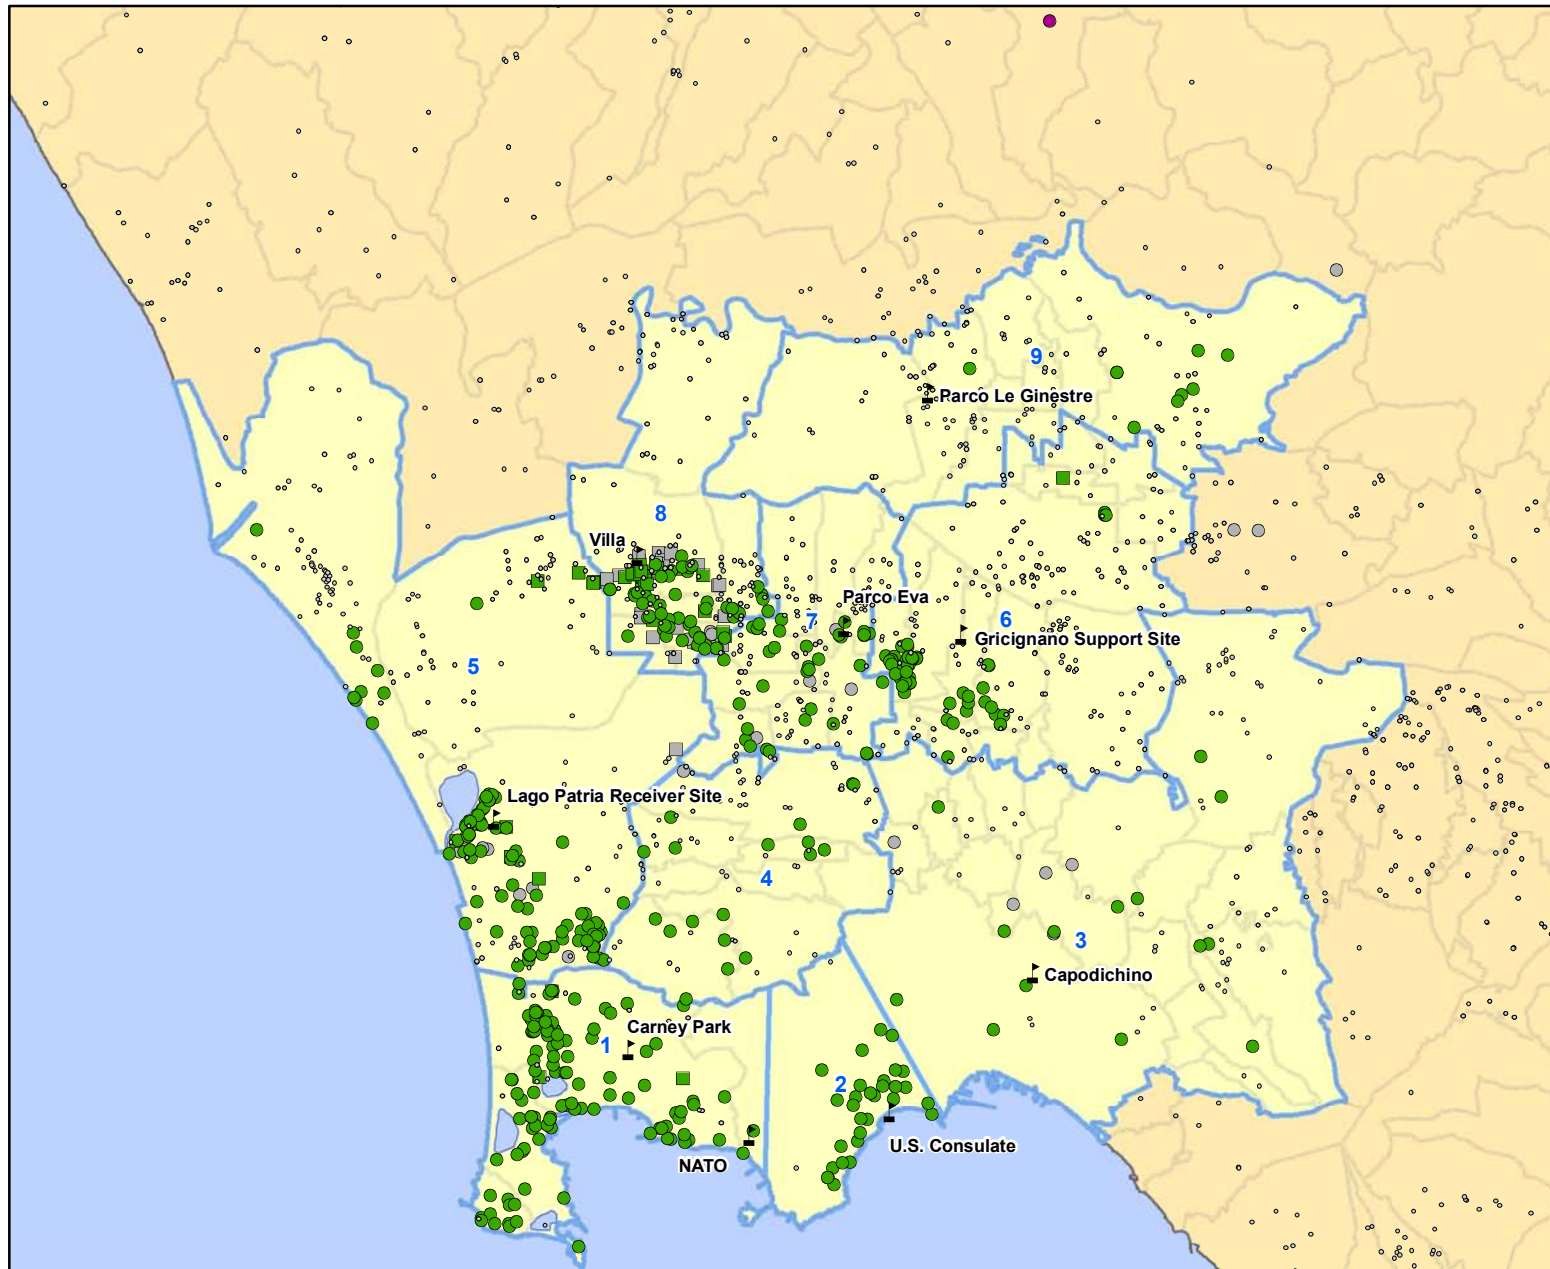 9
Parco Le Ginestre
8
Villa
Parco Eva
7
6
Gricignano Support Site
5
Lago Patria Receiver Site
4
3
Capodichino
Carney Park
1
2
U.S. Consulate
NATO